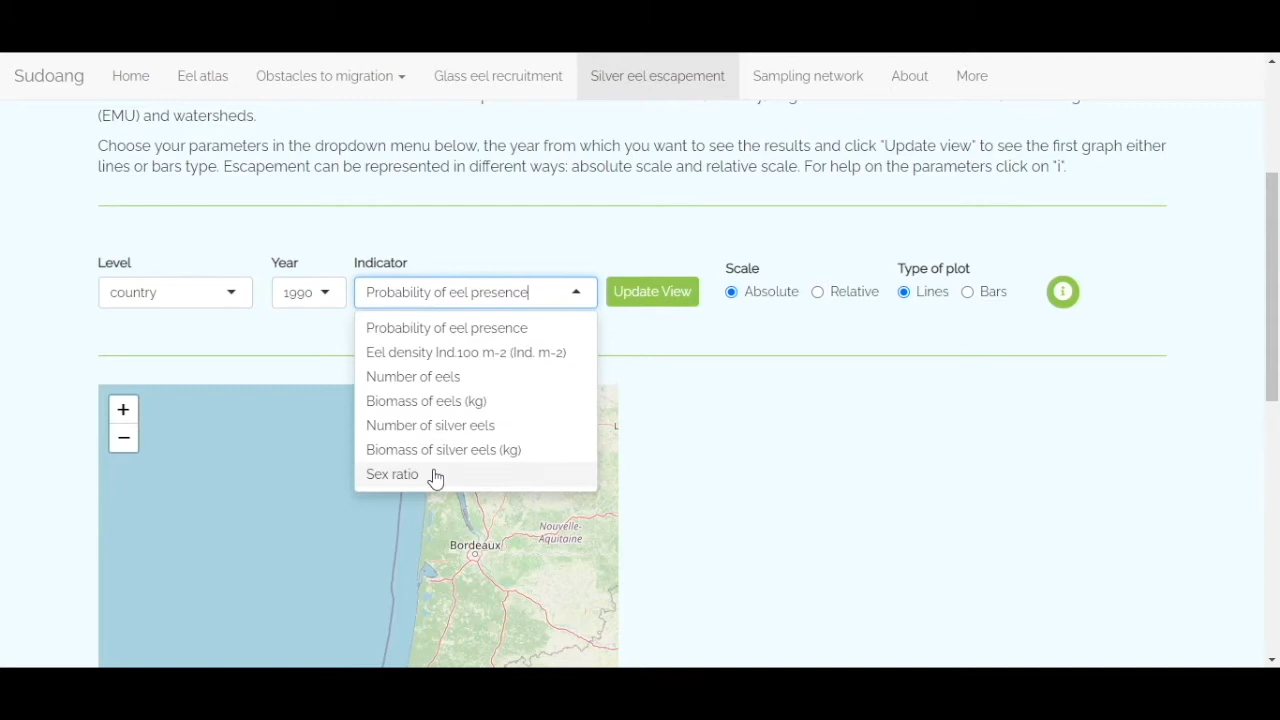 Sudoang Home Eel atlas Obstacles to migration Glass eel recruitment Silver eel escapement Sampling network About More
(EMU) and watersheds.
Choose your parameters in the dropdown menu below, the year from which you want to see the results and click "Update view" to see the first graph either
lines or bars type. Escapement can be represented in different ways: absolute scale and relative scale. For help on the parameters click on "i".
Level Year Indicator Scale Type of plot
country 1990 Probability of eel presence Update View Absolute Relative Lines Bars i
Probability of eel presence
Eel density Ind.100 m-2 (Ind. m-2)
Number of eels
Biomass of eels (kg)
Number of silver eels
Biomass of silver eels (kg)
Sex ratio
+
−
Nouvelle-
Aquitaine
Bordeaux